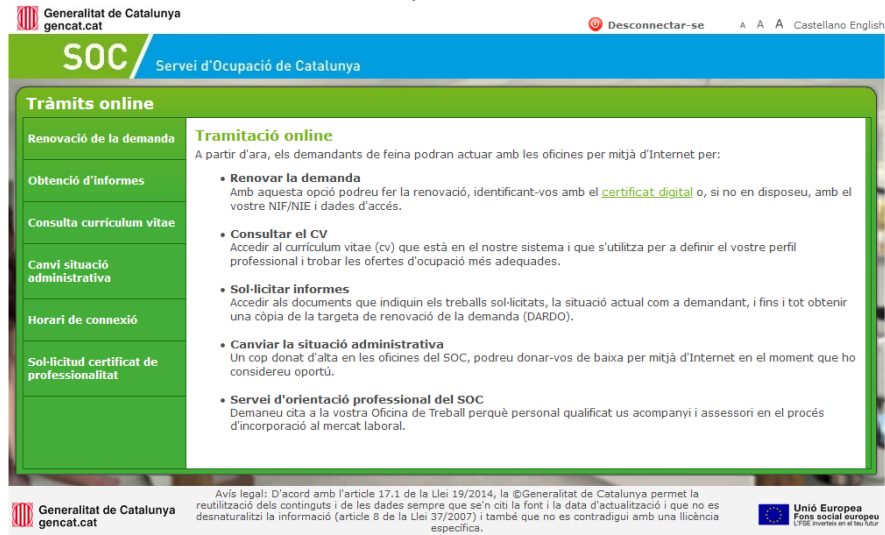 Generalitat de Catalunya
gencat.cat
Desconnectar-se
A A A Castellano English
SOC
Servei d'Ocupació de Catalunya
Tràmits online
Renovació de la demanda
Obtenció d'informes
Consulta currículum vitae
Canvi situació
administrativa
Horari de connexió
Sol·licitud certificat de
professionalitat
Tramitació online
A partir d'ara, els demandants de feina podran actuar amb les oficines per mitjà d'Internet per:
• Renovar la demanda
Amb aquesta opció podreu fer la renovació, identificant-vos amb el certificat digital o, si no en disposeu, amb el
vostre NIF/NIE i dades d'accés.
• Consultar el CV
Accedir al currículum vitae (cv) que està en el nostre sistema i que s'utilitza per a definir el vostre perfil
professional i trobar les ofertes d'ocupació més adequades.
• Sol·licitar informes
Accedir als documents que indiquin els treballs sol·licitats, la situació actual com a demandant, i fins i tot obtenir
una còpia de la targeta de renovació de la demanda (DARDO).
• Canviar la situació administrativa
Un cop donat d'alta en les oficines del SOC, podreu donar-vos de baixa per mitjà d'Internet en el moment que ho
considereu oportú.
• Servei d'orientació professional del SOC
Demaneu cita a la vostra Oficina de Treball perquè personal qualificat us acompanyi i assessori en el procés
d'incorporació al mercat laboral.
Generalitat de Catalunya
gencat.cat
Avís legal: D'acord amb l'article 17.1 de la Llei 19/2014, la ©Generalitat de Catalunya permet la
reutilització dels continguts i de les dades sempre que se'n citi la font i la data d'actualització i que no es
desnaturalitzi la informació (article 8 de la Llei 37/2007) i també que no es contradigui amb una llicència
específica.
Unió Europea
Fons social europeu
L'FSE inverteix en el teu futur